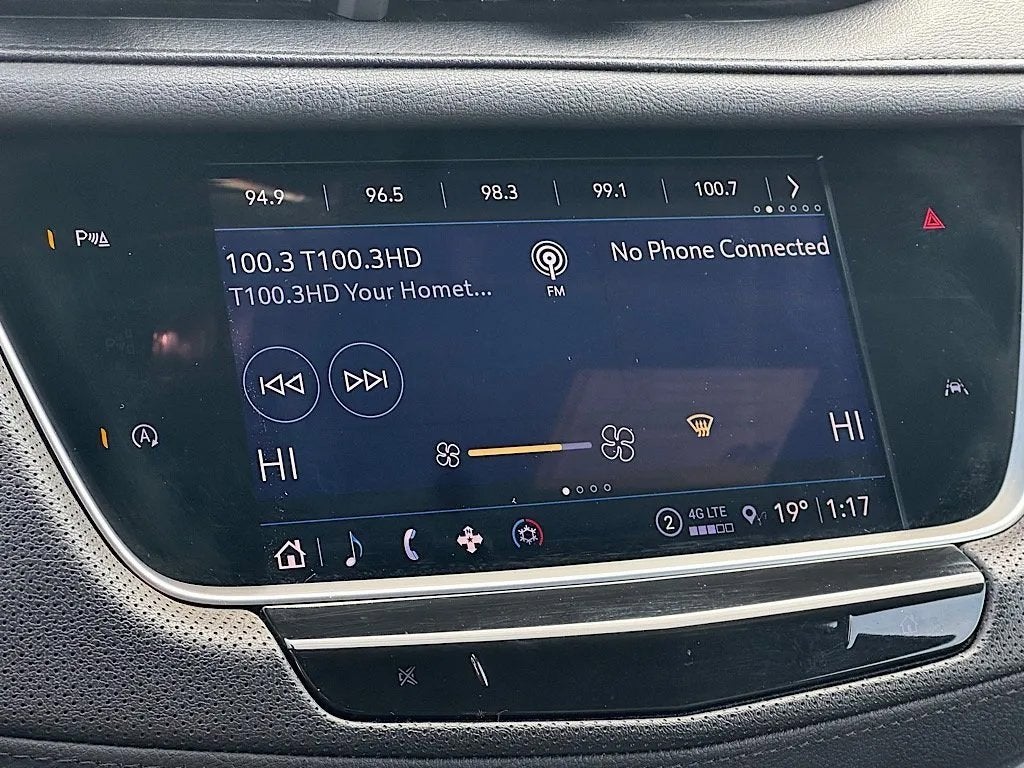 94.9 96.5 98.3 99.1 100.7
100.3 T100.3HD
T100.3HD Your Homet...
FM
No Phone Connected
P
A
HI
HI
2 4G LTE 19° 1:17